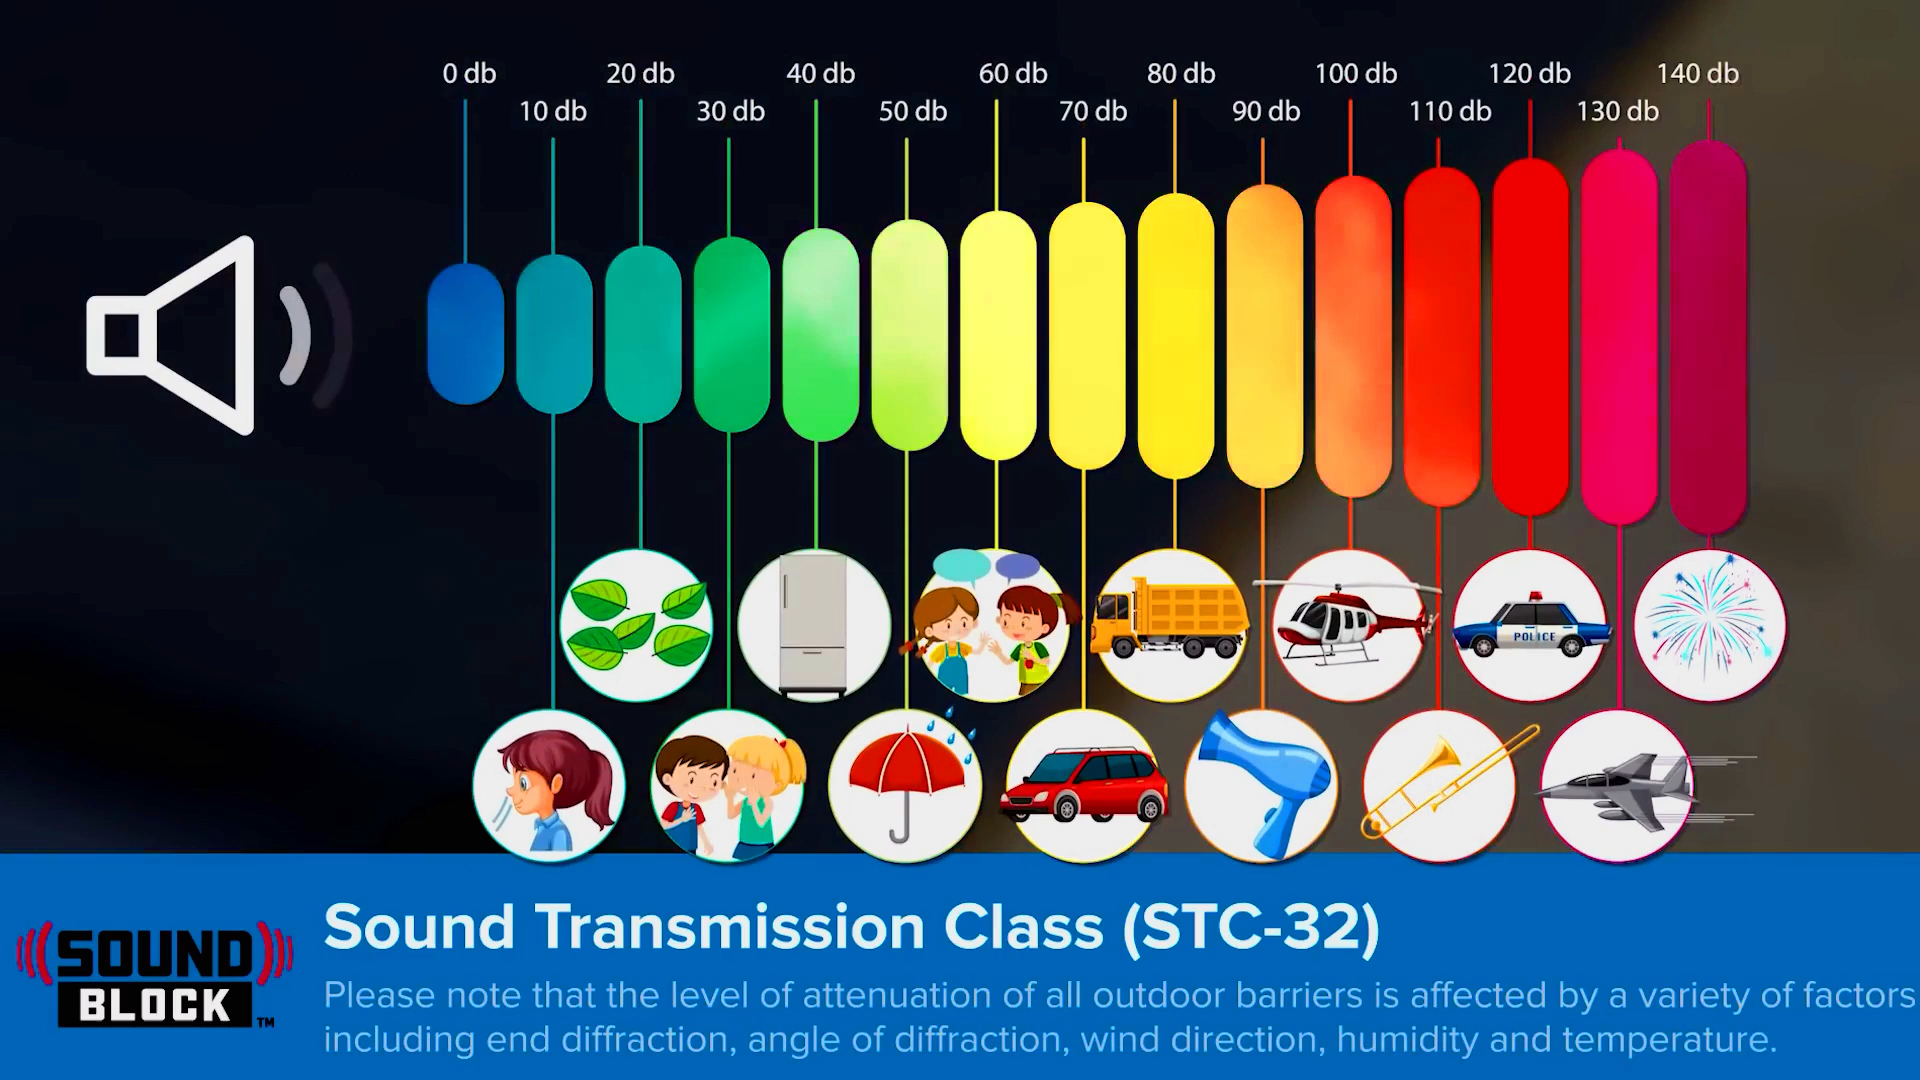 0 db
20 db
40 db
60 db
80 db
100 db
120 db
140 db
10 db
30 db
50 db
70 db
90 db
110 db
130 db
POLICE
Sound Transmission Class (STC-32)
SOUND
BLOCK™
Please note that the level of attenuation of all outdoor barriers is affected by a variety of factors
including end diffraction, angle of diffraction, wind direction, humidity and temperature.